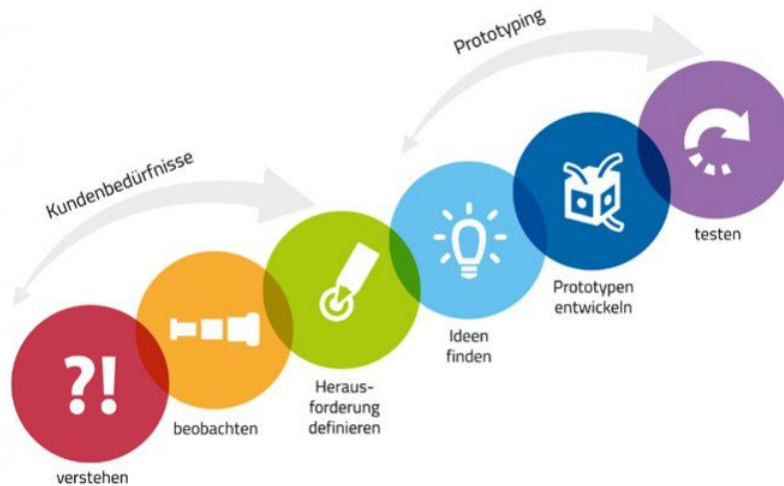 Prototyping
Kundenbedürfnisse
?!
verstehen
beobachten
Heraus-
forderung
definieren
Ideen
finden
Prototypen
entwickeln
testen